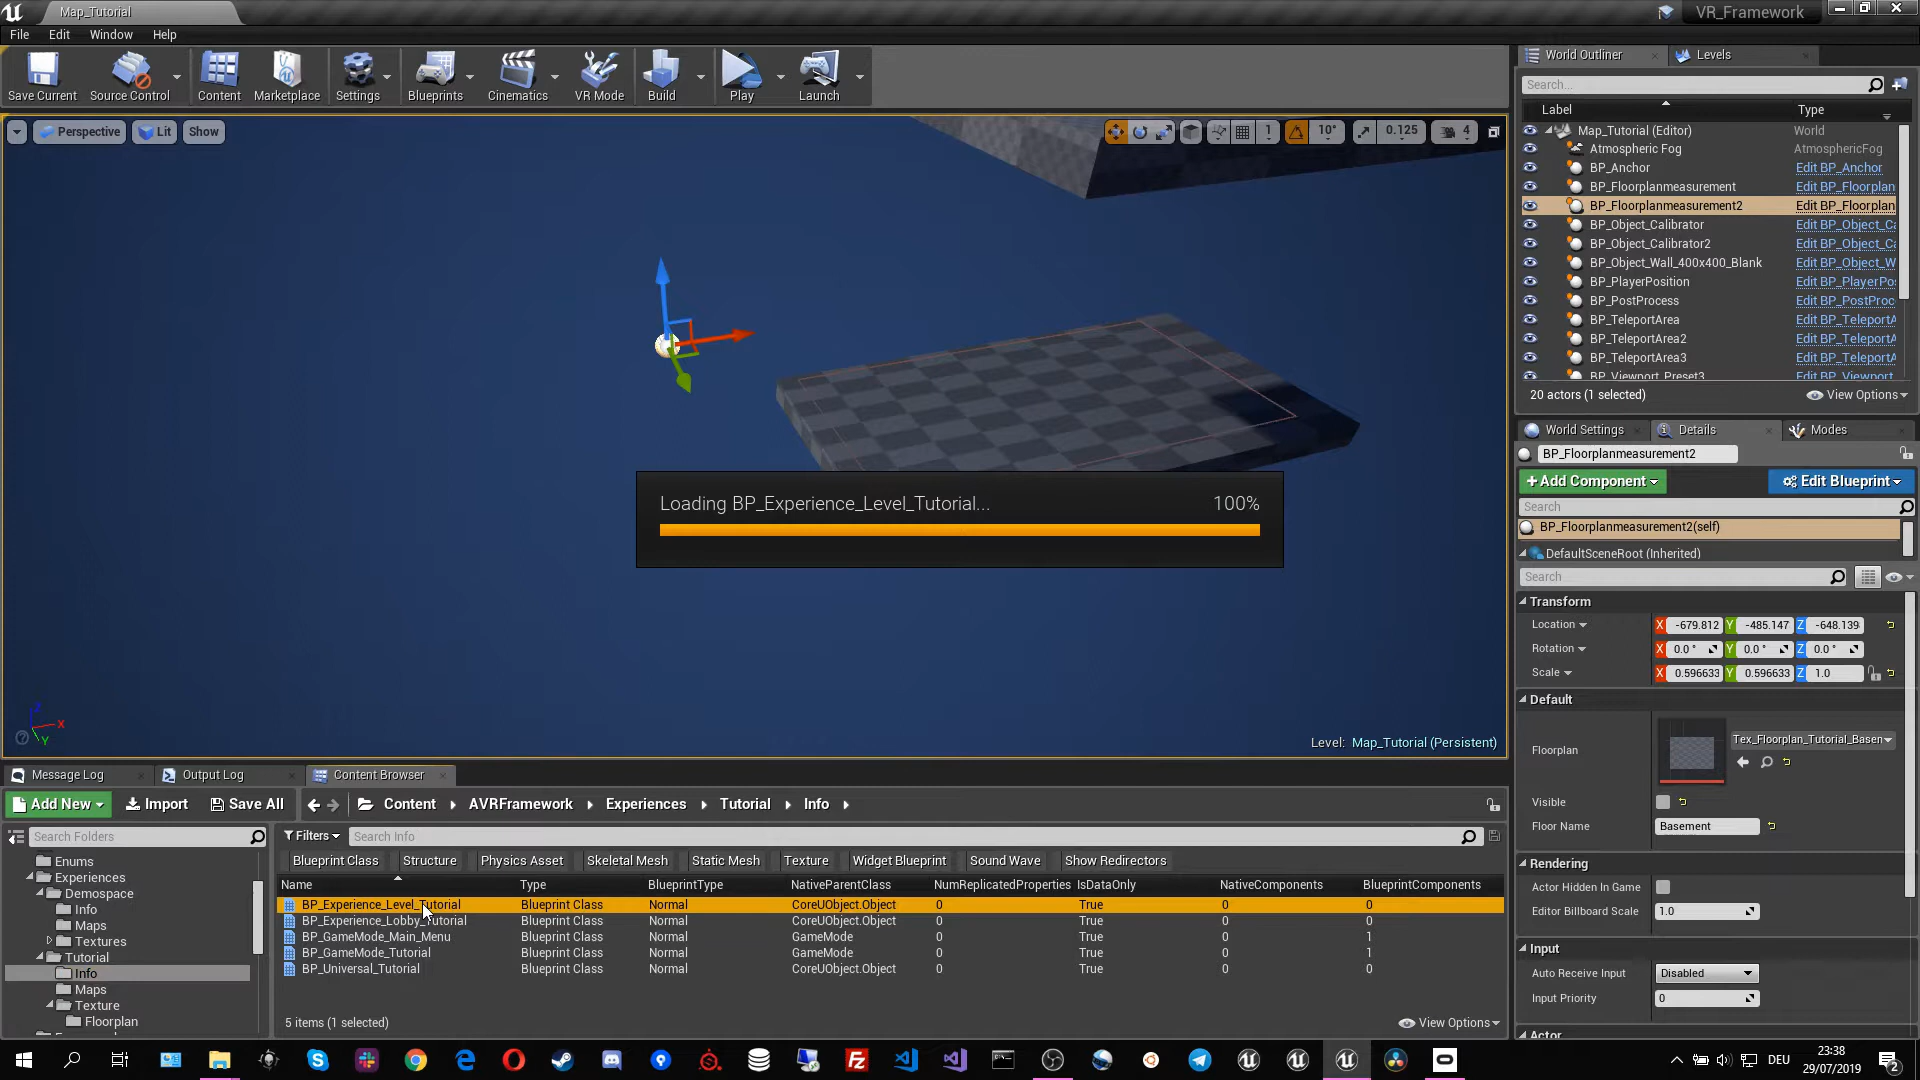 Map_Tutorial
VR_Framework
File Edit Window Help
Save Current Source Control Content Marketplace Settings Blueprints Cinematics VR Mode Build Play Launch
Perspective Lit Show
1 10° 0.125 4
Loading BP_Experience_Level_Tutorial... 100%
X
Y
Level: Map_Tutorial (Persistent)
World Outliner Levels
Search...
Label Type
Map_Tutorial (Editor) World
Atmospheric Fog AtmosphericFog
BP_Anchor Edit BP_Anchor
BP_Floorplanmeasurement Edit BP_Floorplan
BP_Floorplanmeasurement2 Edit BP_Floorplan
BP_Object_Calibrator Edit BP_Object_Ca
BP_Object_Calibrator2 Edit BP_Object_Ca
BP_Object_Wall_400x400_Blank Edit BP_Object_W
BP_PlayerPosition Edit BP_PlayerPos
BP_PostProcess Edit BP_PostProc
BP_TeleportArea Edit BP_TeleportA
BP_TeleportArea2 Edit BP_TeleportA
BP_TeleportArea3 Edit BP_TeleportA
BP_Viewport_Preset3 Edit BP_Viewport
20 actors (1 selected) View Options
World Settings Details Modes
BP_Floorplanmeasurement2
+Add Component Edit Blueprint
Search
BP_Floorplanmeasurement2(self)
DefaultSceneRoot (Inherited)
Search
Transform
Location X -679.812 Y -485.147 Z -648.139
Rotation X 0.0 ° Y 0.0 ° Z 0.0 °
Scale X 0.596633 Y 0.596633 Z 1.0
Default
Floorplan Tex_Floorplan_Tutorial_Basen
Visible
Floor Name Basement
Rendering
Actor Hidden In Game
Editor Billboard Scale 1.0
Input
Auto Receive Input Disabled
Input Priority 0
Actor
Message Log Output Log Content Browser
Add New Import Save All Content AVRFramework Experiences Tutorial Info
Search Folders
Enums
Experiences
Demospace
Info
Maps
Textures
Tutorial
Info
Maps
Texture
Floorplan
Filters Search Info
Blueprint Class Structure Physics Asset Skeletal Mesh Static Mesh Texture Widget Blueprint Sound Wave Show Redirectors
Name Type BlueprintType NativeParentClass NumReplicatedProperties IsDataOnly NativeComponents BlueprintComponents
BP_Experience_Level_Tutorial Blueprint Class Normal CoreUObject.Object 0 True 0 0
BP_Experience_Lobby_Tutorial Blueprint Class Normal CoreUObject.Object 0 True 0 0
BP_GameMode_Main_Menu Blueprint Class Normal GameMode 0 True 0 1
BP_GameMode_Tutorial Blueprint Class Normal GameMode 0 True 0 1
BP_Universal_Tutorial Blueprint Class Normal CoreUObject.Object 0 True 0 0
5 items (1 selected) View Options
DEU
23:38
29/07/2019
2